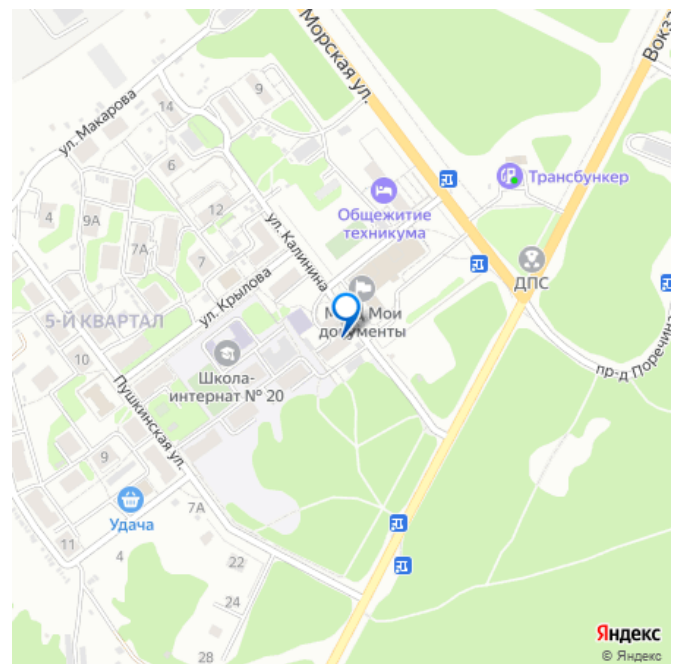 Морская ул.
Вокз
9
14
ул. Макарова
6
Трансбункер
Общежитие
техникума
4
9А
12
7А
7
ул. Калинина
ДПС
ул. Крылова
5-Й КВАРТАЛ
Мои
документы
10
Школа-
интернат № 20
пр-д Поречина
Пушкинская ул.
9
Удача
7А
11
4
22
24
28
Яндекс
© Яндекс